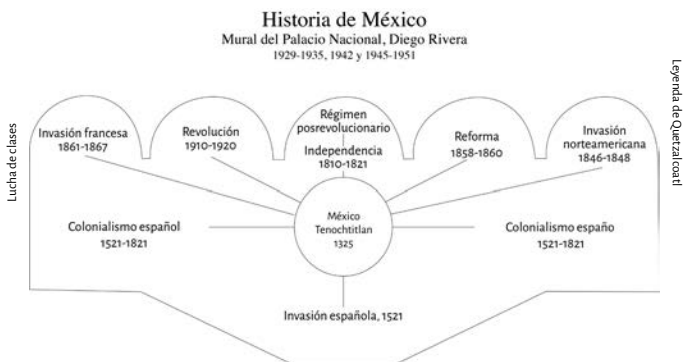 Historia de México
Mural del Palacio Nacional, Diego Rivera
1929-1935, 1942 y 1945-1951
Lucha de clases
Invasión francesa
1861-1867
Revolución
1910-1920
Régimen
posrevolucionario
Independencia
1810-1821
Reforma
1858-1860
Invasión
norteamericana
1846-1848
Leyenda de Quetzalcoatl
Colonialismo español
1521-1821
México
Tenochtitlan
1325
Colonialismo españo
1521-1821
Invasión española, 1521